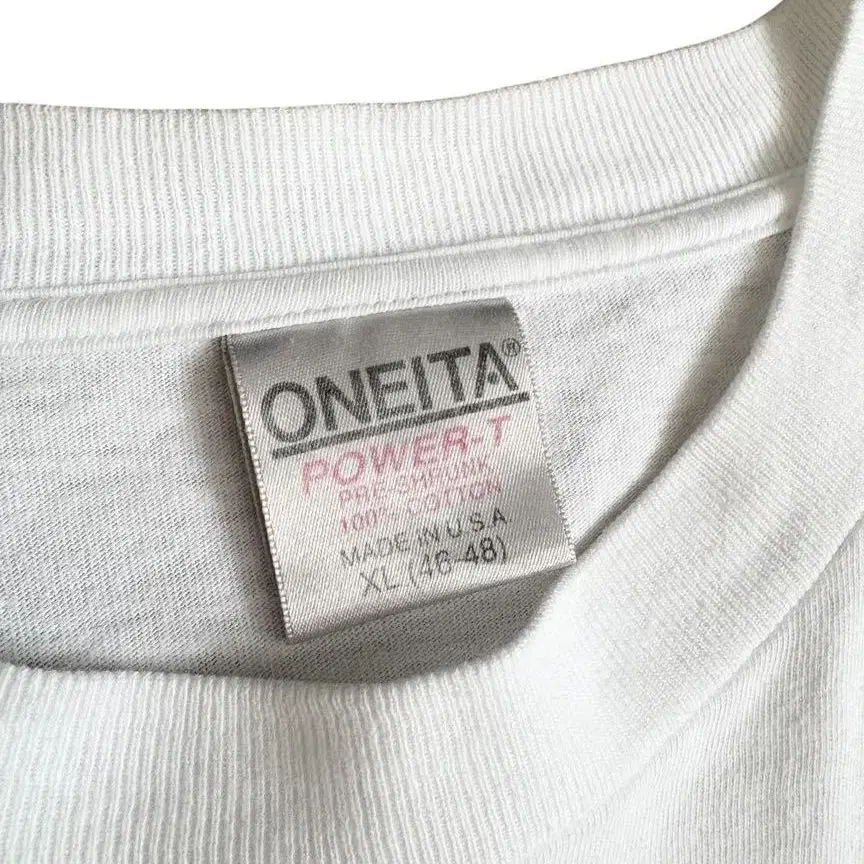 ONEITA®
POWER-T
PRE-SHRUNK
100% COTTON
MADE IN U.S.A
XL (46-48)